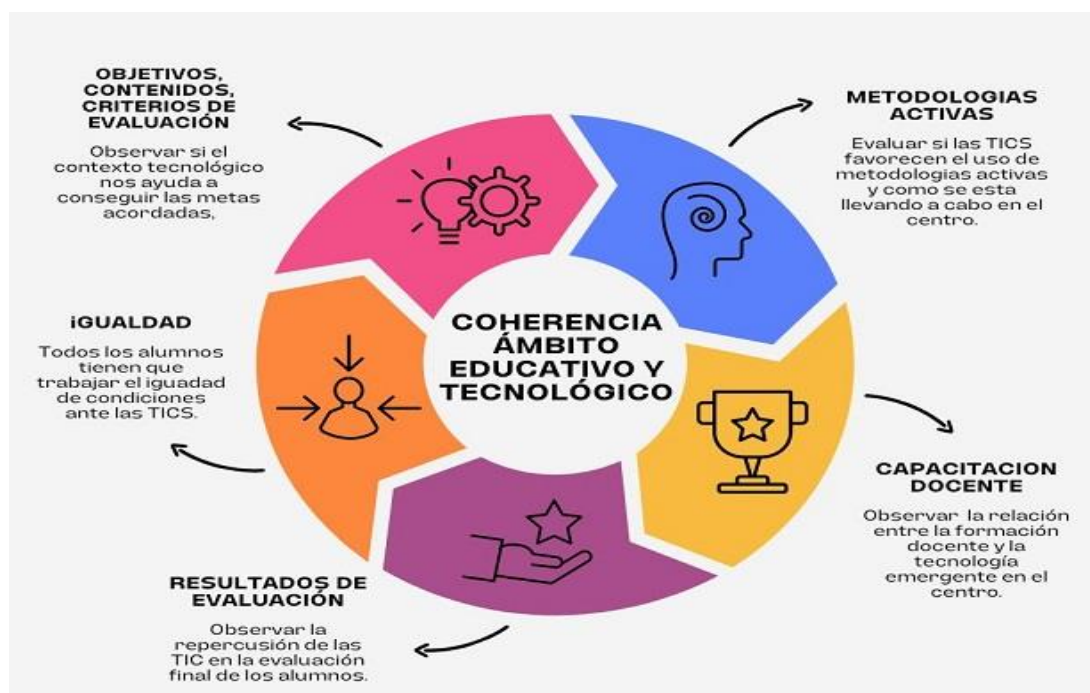 OBJETIVOS,
CONTENIDOS,
CRITERIOS DE
EVALUACIÓN
Observar si el
contexto tecnológico
nos ayuda a
conseguir las metas
acordadas,
METODOLOGIAS
ACTIVAS
Evaluar si las TICS
favorecen el uso de
metodologias activas
y como se esta
llevando a cabo en el
centro.
iGUALDAD
Todos los alumnos
tienen que
trabajar el iguadad
de condiciones
ante las TICS.
COHERENCIA
ÁMBITO
EDUCATIVO Y
TECNOLÓGICO
CAPACITACION
DOCENTE
Observar la relación
entre la formación
docente y la
tecnología
emergente en el
centro.
RESULTADOS DE
EVALUACIÓN
Observar la
repercusión de las
TIC en la evaluación
final de los alumnos.